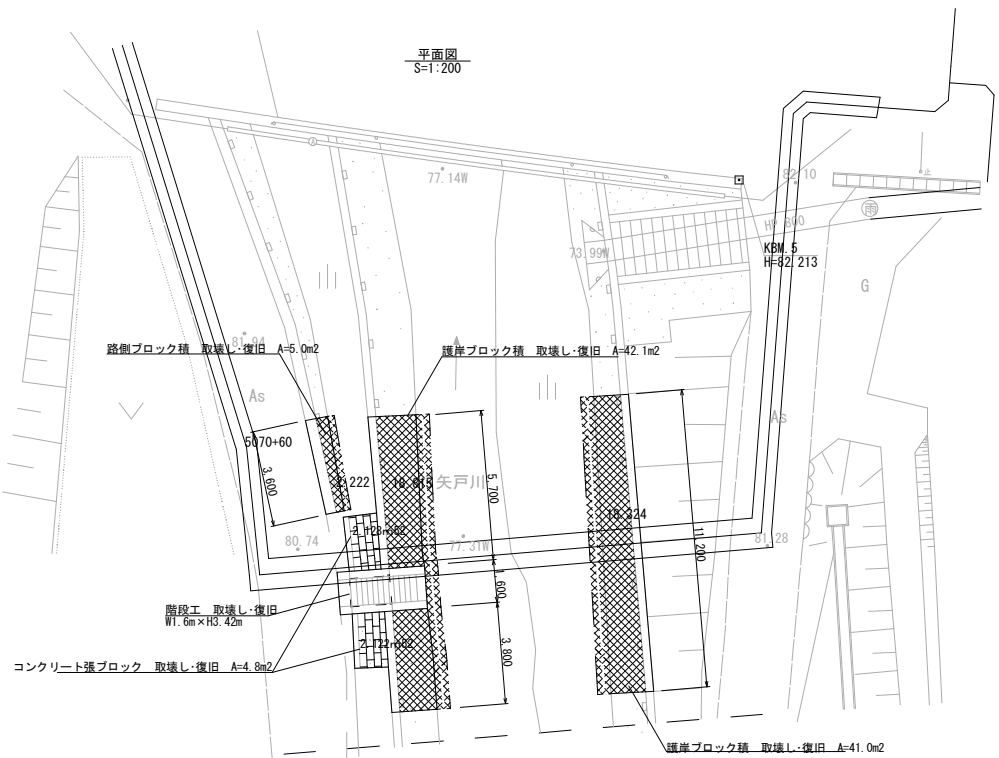 平面図
S=1:200
77.14W
82.10
止
雨
HP 800
73.99W
KBM.5
H=82.213
G
81.94
路側ブロック積 取壊し・復旧 A=5.0m2
護岸ブロック積 取壊し・復旧 A=42.1m2
A
As
As
5070+60
3,600
矢戸川
5,700
11,200
80.74
77.31W
81.28
1,600
階段工 取壊し・復旧
W1.6m×H3.42m
3,800
コンクリート張ブロック 取壊し・復旧 A=4.8m2
護岸ブロック積 取壊し・復旧 A=41.0m2